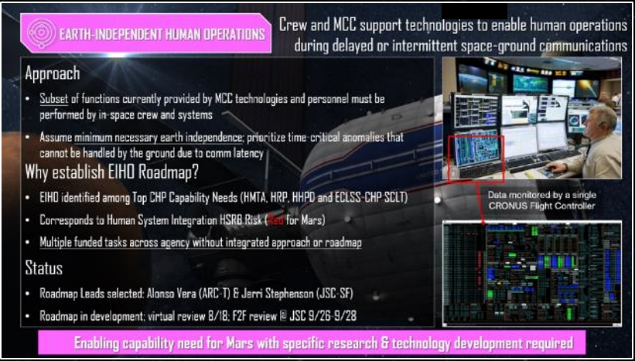 EARTH-INDEPENDENT HUMAN OPERATIONS
Crew and MCC support technologies to enable human operations
during delayed or intermittent space-ground communications
Approach
• Subset of functions currently provided by MCC technologies and personnel must be
performed by in-space crew and systems
• Assume minimum necessary earth independence; prioritize time-critical anomalies that
cannot be handled by the ground due to comm latency
Why establish EIHO Roadmap?
• EIHO identified among Top CHP Capability Needs (HMTA, HRP, HHPD and ECLSS-CHP SCLT)
• Corresponds to Human System Integration HSRB Risk (Red for Mars)
• Multiple funded tasks across agency without integrated approach or roadmap
Status
• Roadmap Leads selected: Alonso Vera (ARC-T) & Jerri Stephenson (JSC-SF)
• Roadmap in development; virtual review 8/18; F2F review @ JSC 9/26-9/28
Data monitored by a single
CRONUS Flight Controller
Enabling capability need for Mars with specific research & technology development required